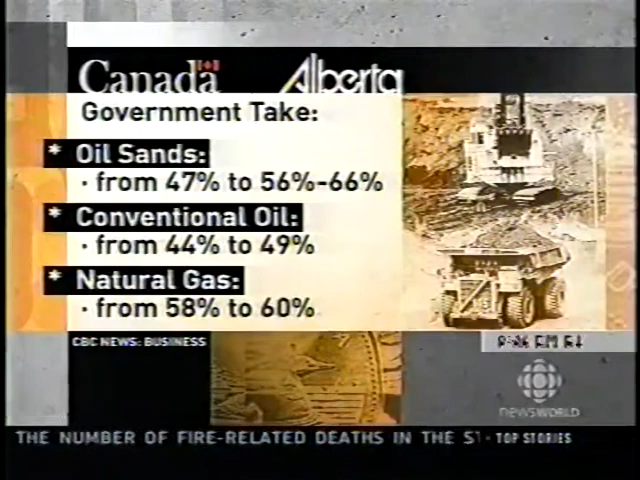 Canada Alberta
Government Take:
* Oil Sands:
· from 47% to 56%-66%
* Conventional Oil:
· from 44% to 49%
* Natural Gas:
· from 58% to 60%
CBC NEWS: BUSINESS
newsWORLD
THE NUMBER OF FIRE-RELATED DEATHS IN THE · TOP STORIES